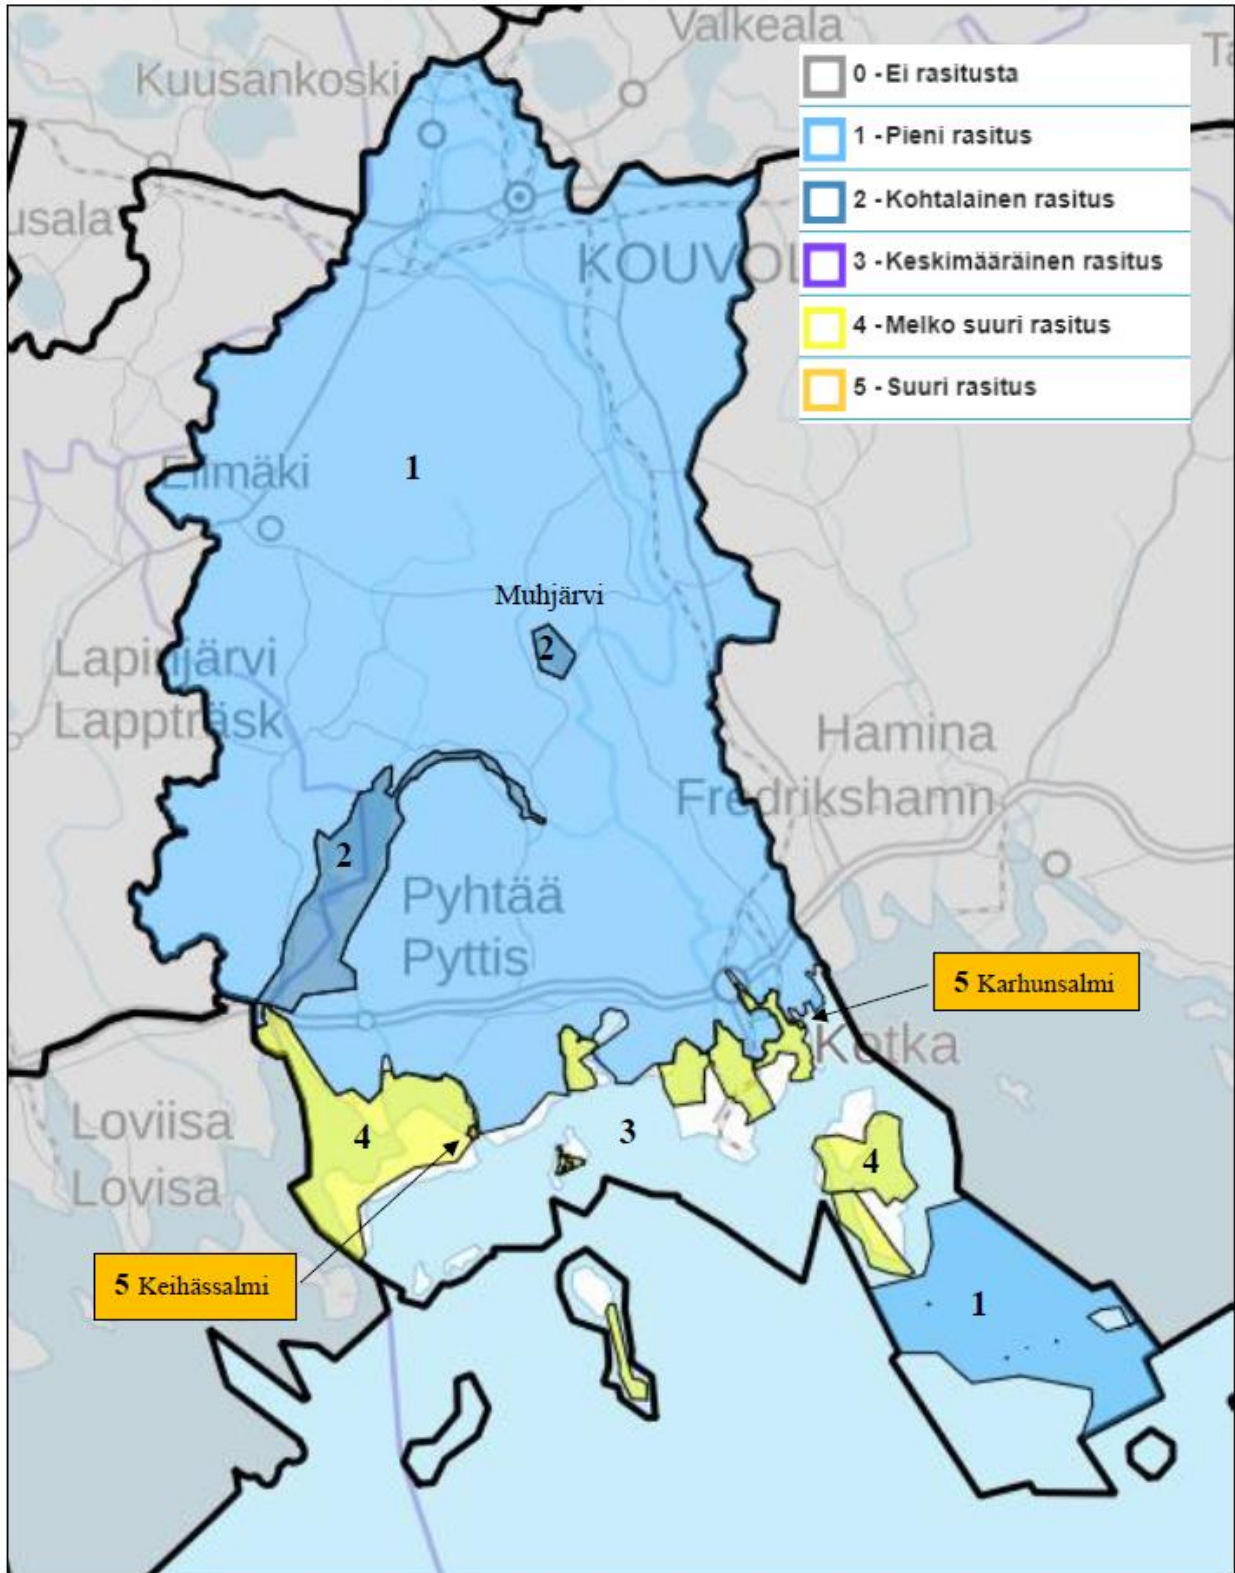 Valkeala
Kuusankoski
Ta
0 - Ei rasitusta
1 - Pieni rasitus
2 - Kohtalainen rasitus
3 - Keskimääräinen rasitus
4 - Melko suuri rasitus
5 - Suuri rasitus
usala
KOUVOL
Elimäki
1
Muhjärvi
2
Lapinjärvi
Lappträsk
Hamina
Fredrikshamn
2
Pyhtää
Pyttis
5 Karhunsalmi
Kotka
Loviisa
Lovisa
4
3
4
5 Keihässalmi
1